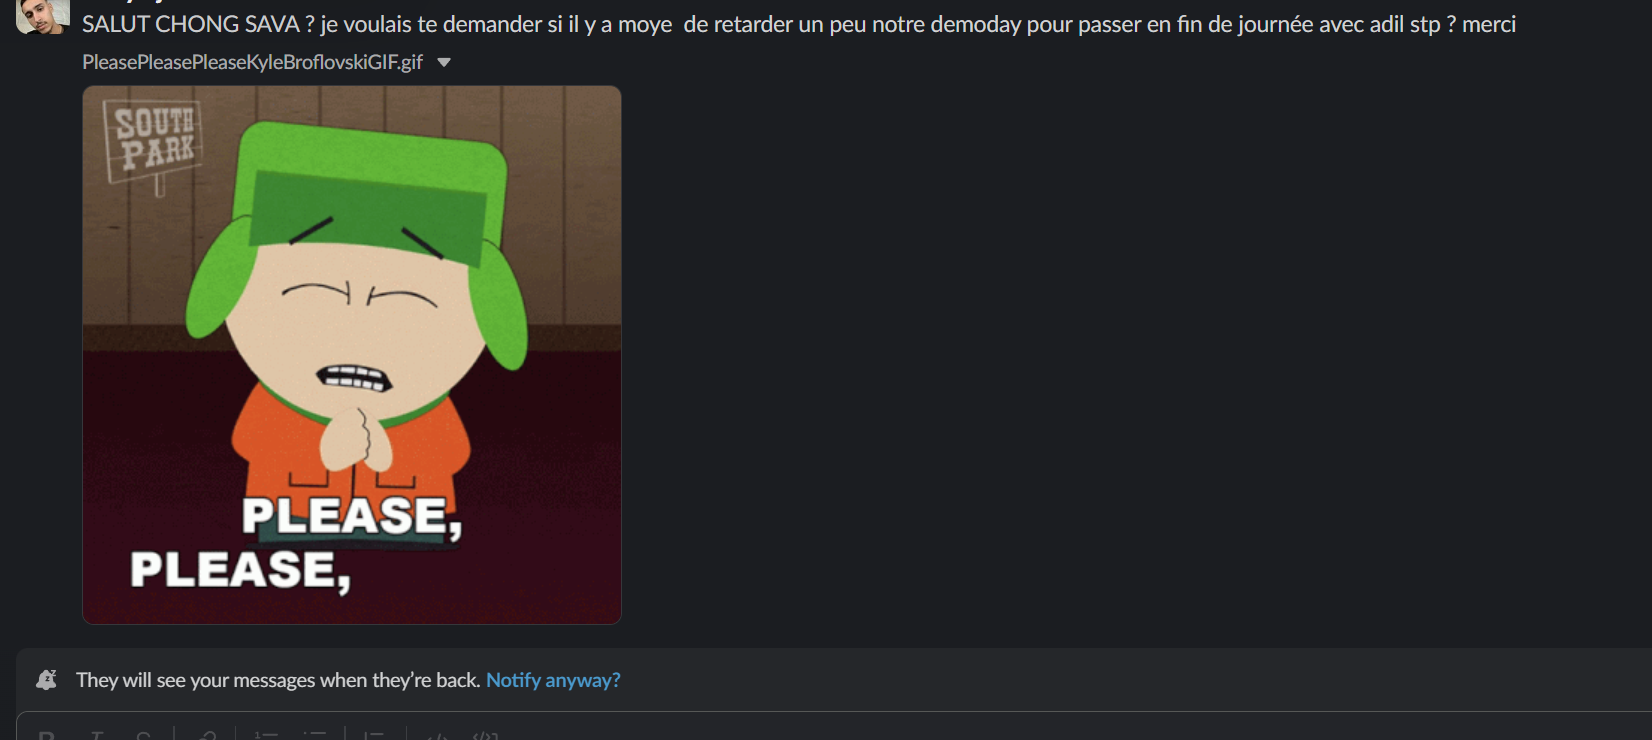 SALUT CHONG SAVA ? je voulais te demander si il y a moye  de retarder un peu notre demoday pour passer en fin de journée avec adil stp ? merci
PleasePleasePleaseKyleBroflovskiGIF.gif
SOUTH
PARK
PLEASE,
PLEASE,
They will see your messages when they're back. Notify anyway?